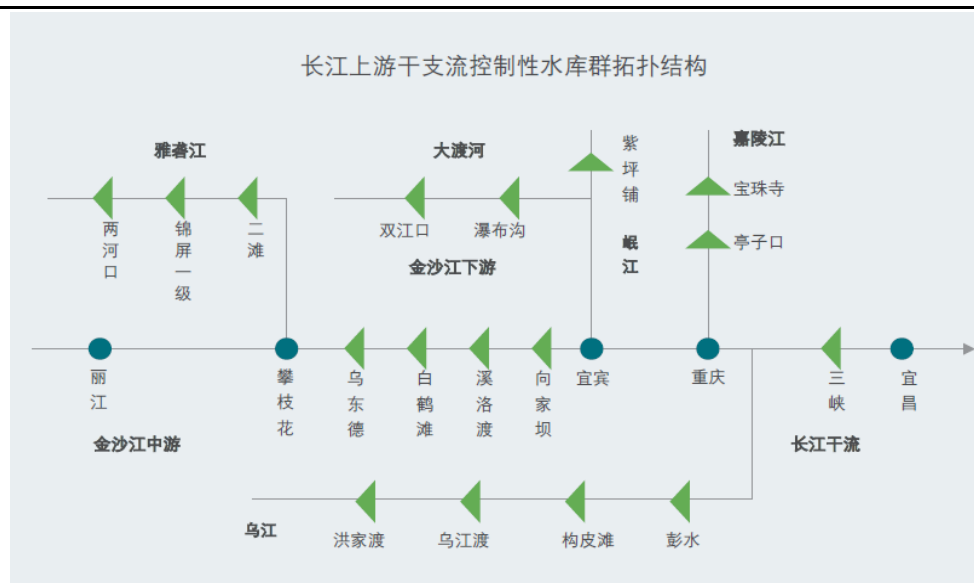 长江上游干支流控制性水库群拓扑结构
雅砻江
大渡河
紫坪铺
嘉陵江
宝珠寺
两河口
锦屏一级
二滩
双江口
瀑布沟
岷江
亭子口
金沙江下游
丽江
攀枝花
乌东德
白鹤滩
溪洛渡
向家坝
宜宾
重庆
三峡
宜昌
金沙江中游
长江干流
乌江
洪家渡
乌江渡
构皮滩
彭水